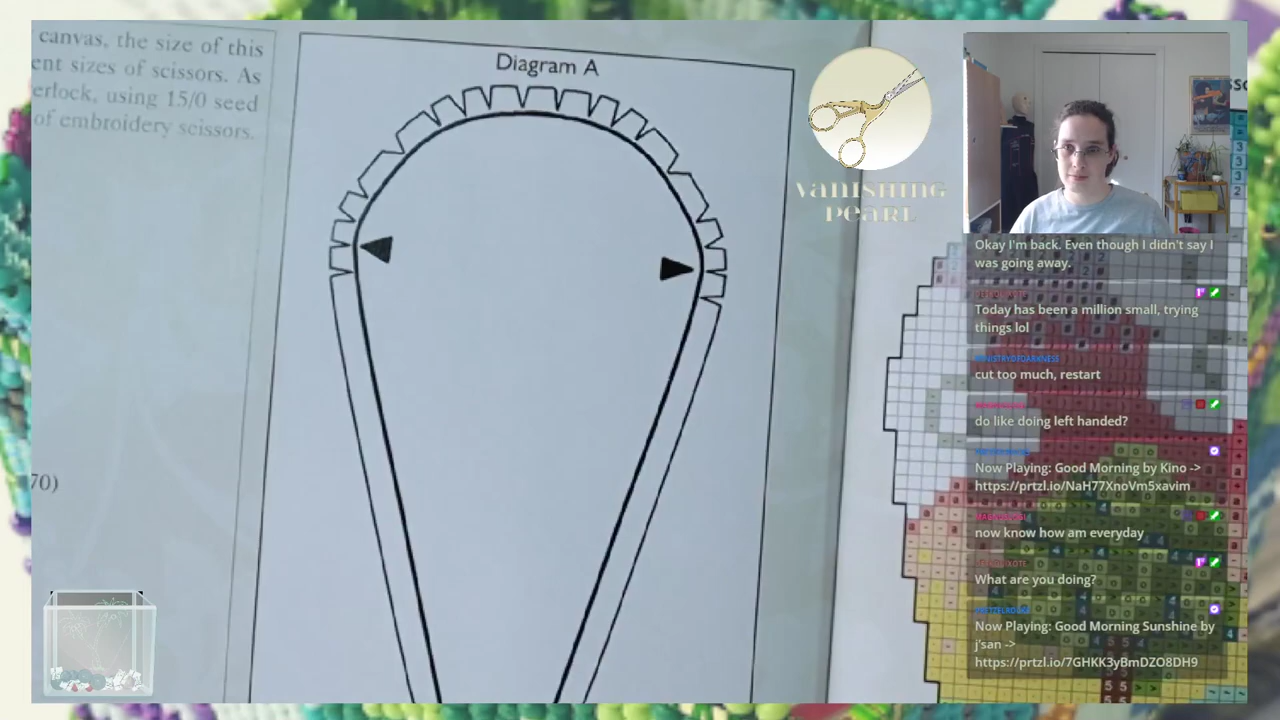 canvas, the size of this
ent sizes of scissors. As
erlock, using 15/0 seed
of embroidery scissors.
70)
Diagram A
VANISHING
PEARL
Okay I'm back. Even though I didn't say I
was going away.
Today has been a million small, trying
things lol
MINISTRYOFDARKNESS
cut too much, restart
do like doing left handed?
Now Playing: Good Morning by Kino ->
https://prtzl.io/NaH77XnoVm5xavim
now know how am everyday
What are you doing?
Now Playing: Good Morning Sunshine by
j'san ->
https://prtzl.io/7GHKK3yBmDZO8DH9